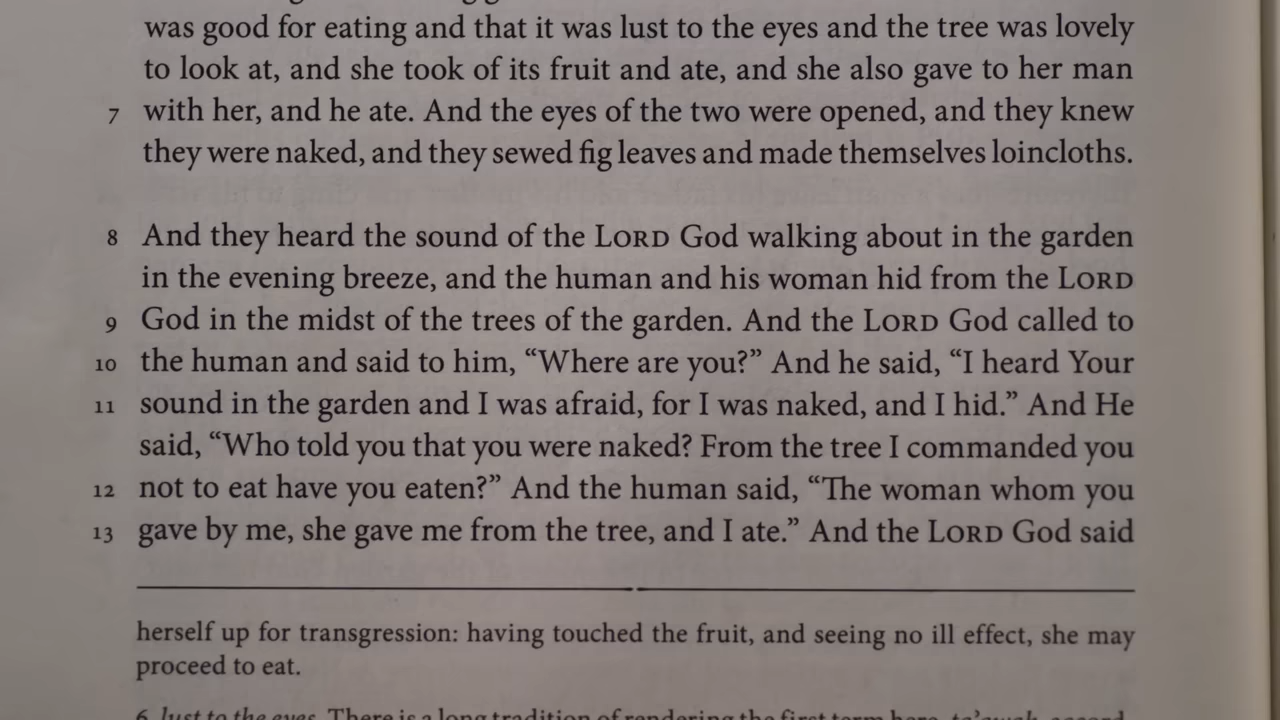 was good for eating and that it was lust to the eyes and the tree was lovely
to look at, and she took of its fruit and ate, and she also gave to her man
7 with her, and he ate. And the eyes of the two were opened, and they knew
they were naked, and they sewed fig leaves and made themselves loincloths.
8 And they heard the sound of the LORD God walking about in the garden
in the evening breeze, and the human and his woman hid from the LORD
9 God in the midst of the trees of the garden. And the LORD God called to
10 the human and said to him, “Where are you?” And he said, “I heard Your
11 sound in the garden and I was afraid, for I was naked, and I hid.” And He
said, “Who told you that you were naked? From the tree I commanded you
12 not to eat have you eaten?” And the human said, “The woman whom you
13 gave by me, she gave me from the tree, and I ate.” And the LORD God said
herself up for transgression: having touched the fruit, and seeing no ill effect, she may
proceed to eat.
6. lust to the eyes. There is a long tradition of rendering the first term here, ta’awah, accord-